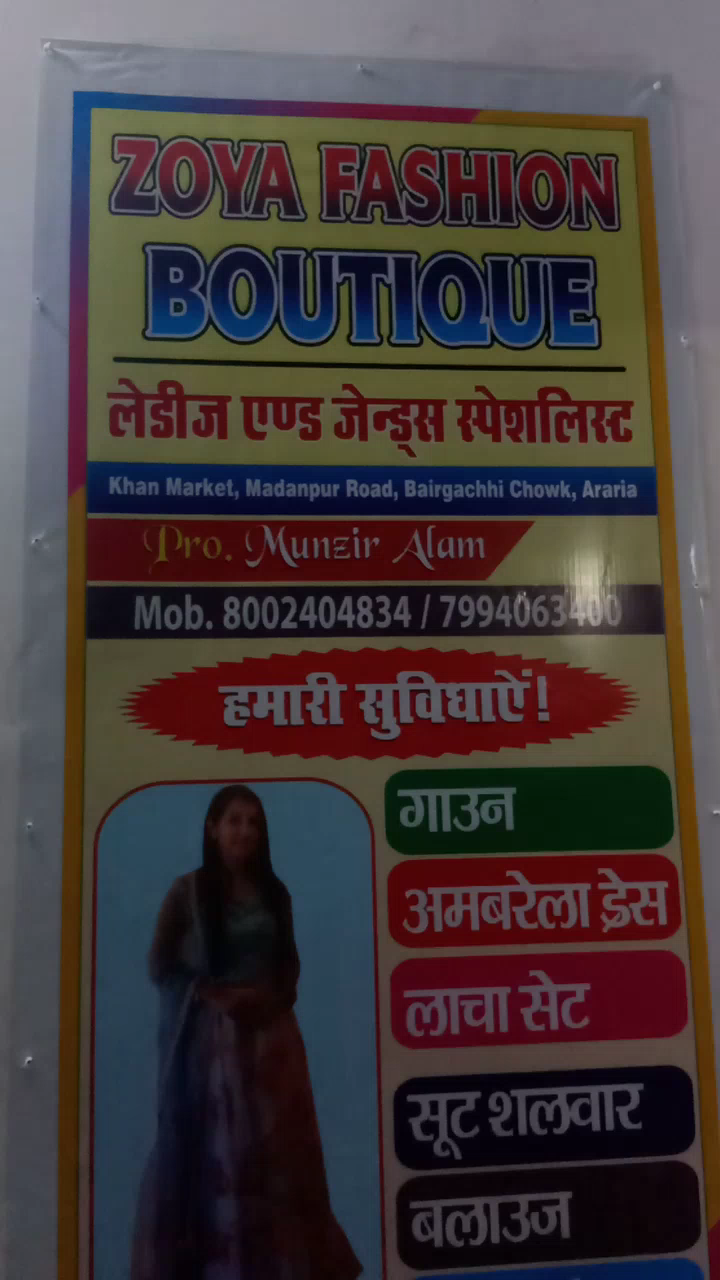 ZOYA FASHION
BOUTIQUE
लेडीज एण्ड जेन्ड्स स्पेशलिस्ट
Khan Market, Madanpur Road, Bairgachhi Chowk, Araria
Pro. Munzir Alam
Mob. 8002404834 / 7994063400
हमारी सुविधाऐं!
गाउन
अमबरेला ड्रेस
लाचा सेट
सूट शलवार
बलाउज